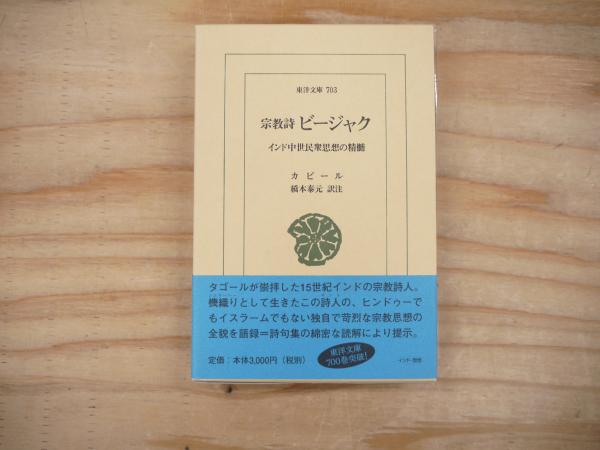 東洋文庫 703
宗教詩 ビージャク
インド中世民衆思想の精髄
カビール
橋本泰元 訳注
タゴールが崇拝した15世紀インドの宗教詩人。
機織りとして生きたこの詩人の、ヒンドゥーで
もイスラームでもない独自で苛烈な宗教思想の
全貌を語録=詩句集の綿密な読解により提示。
定価:本体3,000円(税別)
東洋文庫
700巻突破!
インド・思想